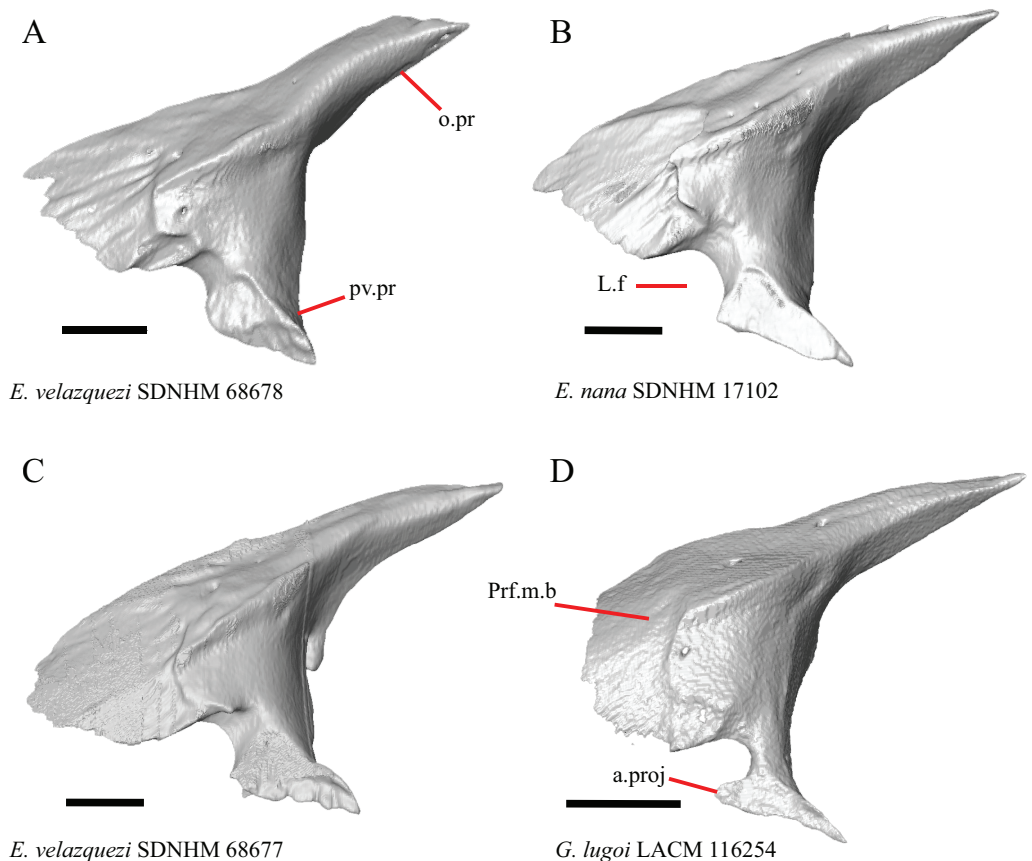 A
B
o.pr
pv.pr
L.f
E. velazquezi SDNHM 68678
E. nana SDNHM 17102
C
D
Prf.m.b
a.proj
E. velazquezi SDNHM 68677
G. lugoi LACM 116254